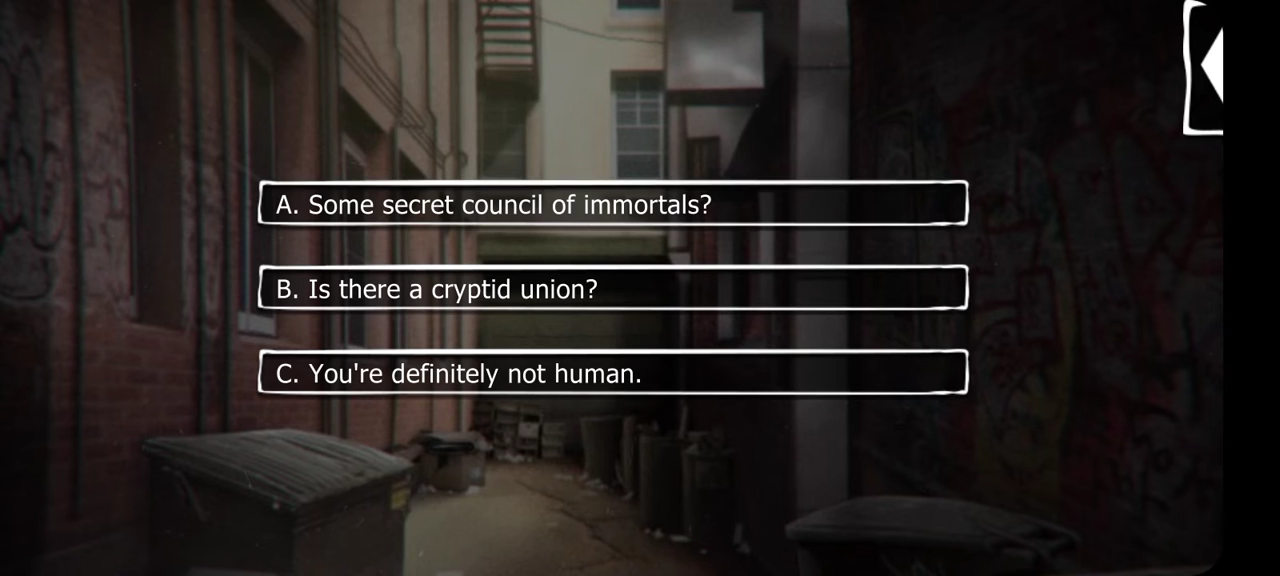 A. Some secret council of immortals?
B. Is there a cryptid union?
C. You're definitely not human.